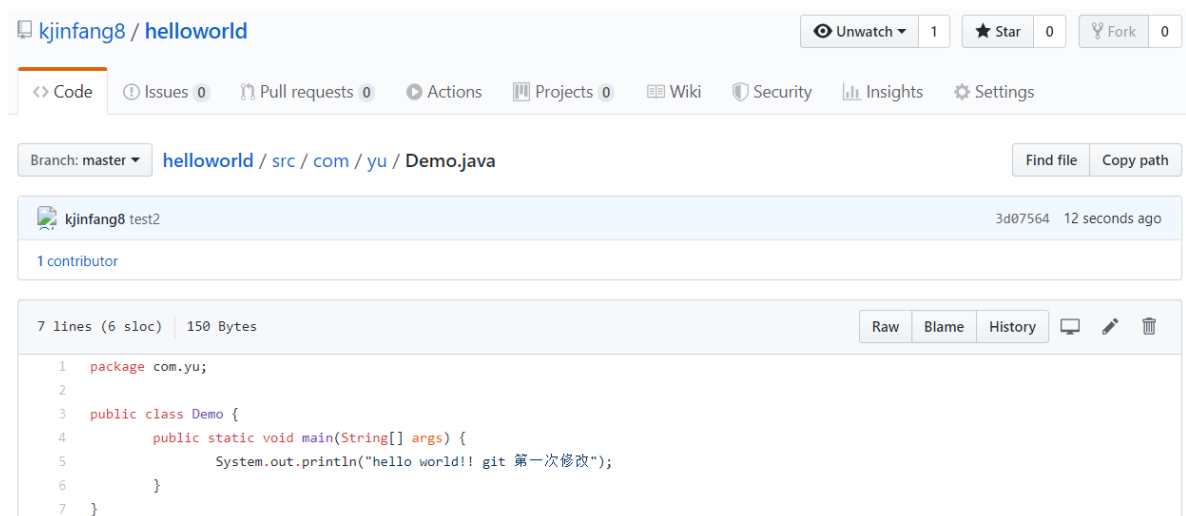 kjinfang8 / helloworld
Unwatch 1 Star 0 Fork 0
<> Code Issues 0 Pull requests 0 Actions Projects 0 Wiki Security Insights Settings
Branch: master helloworld / src / com / yu / Demo.java Find file Copy path
kjinfang8 test2 3d07564 12 seconds ago
1 contributor
7 lines (6 sloc) 150 Bytes Raw Blame History
1 package com.yu;
2
3 public class Demo {
4 public static void main(String[] args) {
5 System.out.println("hello world!! git 第一次修改");
6 }
7 }